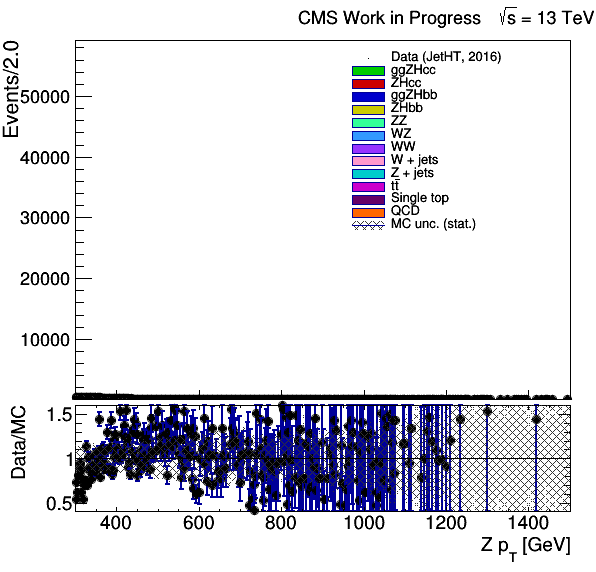 CMS Work in Progress √s = 13 TeV
Events/2.0
50000
40000
30000
20000
10000
Data (JetHT, 2016)
ggZHcc
ZHcc
ggZHbb
ZHbb
ZZ
WZ
WW
W + jets
Z + jets
tt̄
Single top
QCD
MC unc. (stat.)
Data/MC
1.5
1
0.5
400 600 800 1000 1200 1400
Z pT [GeV]